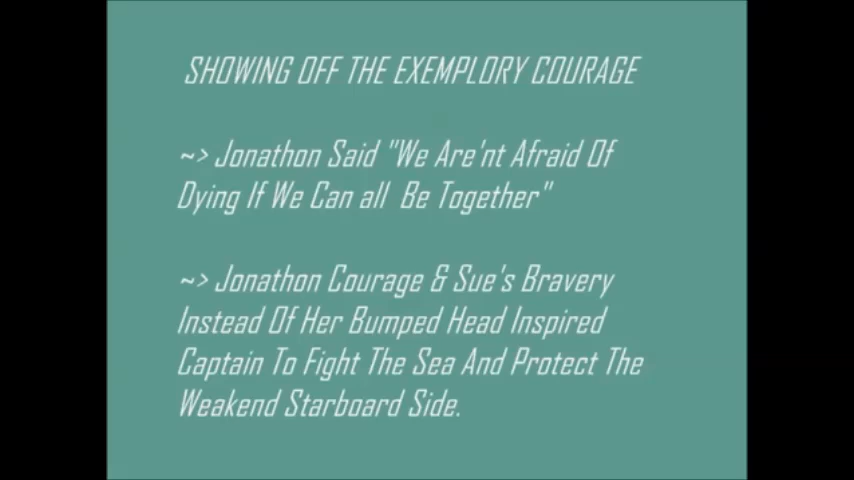 SHOWING OFF THE EXEMPLORY COURAGE
~> Jonathon Said "We Are'nt Afraid Of
Dying If We Can all Be Together"
~> Jonathon Courage & Sue's Bravery
Instead Of Her Bumped Head Inspired
Captain To Fight The Sea And Protect The
Weakend Starboard Side.